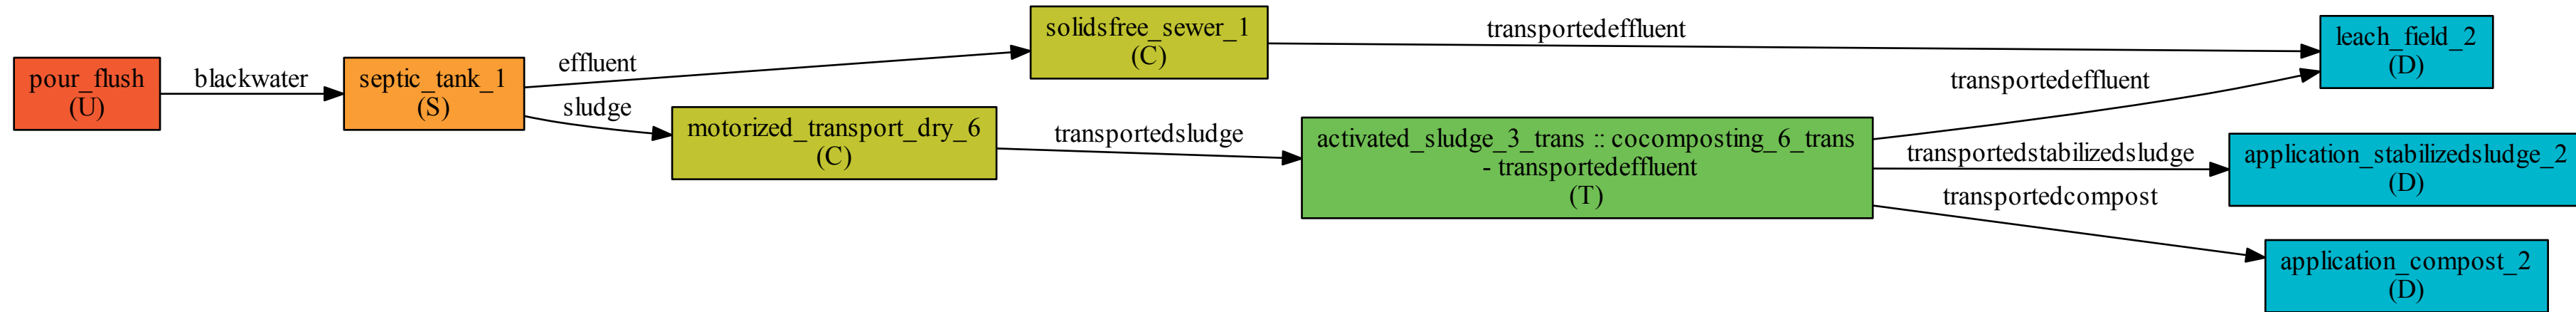 pour_flush
(U)
blackwater
septic_tank_1
(S)
effluent
sludge
solidsfree_sewer_1
(C)
motorized_transport_dry_6
(C)
transportedeffluent
transportedsludge
activated_sludge_3_trans :: cocomposting_6_trans
- transportedeffluent
(T)
transportedeffluent
transportedstabilizedsludge
transportedcompost
leach_field_2
(D)
application_stabilizedsludge_2
(D)
application_compost_2
(D)